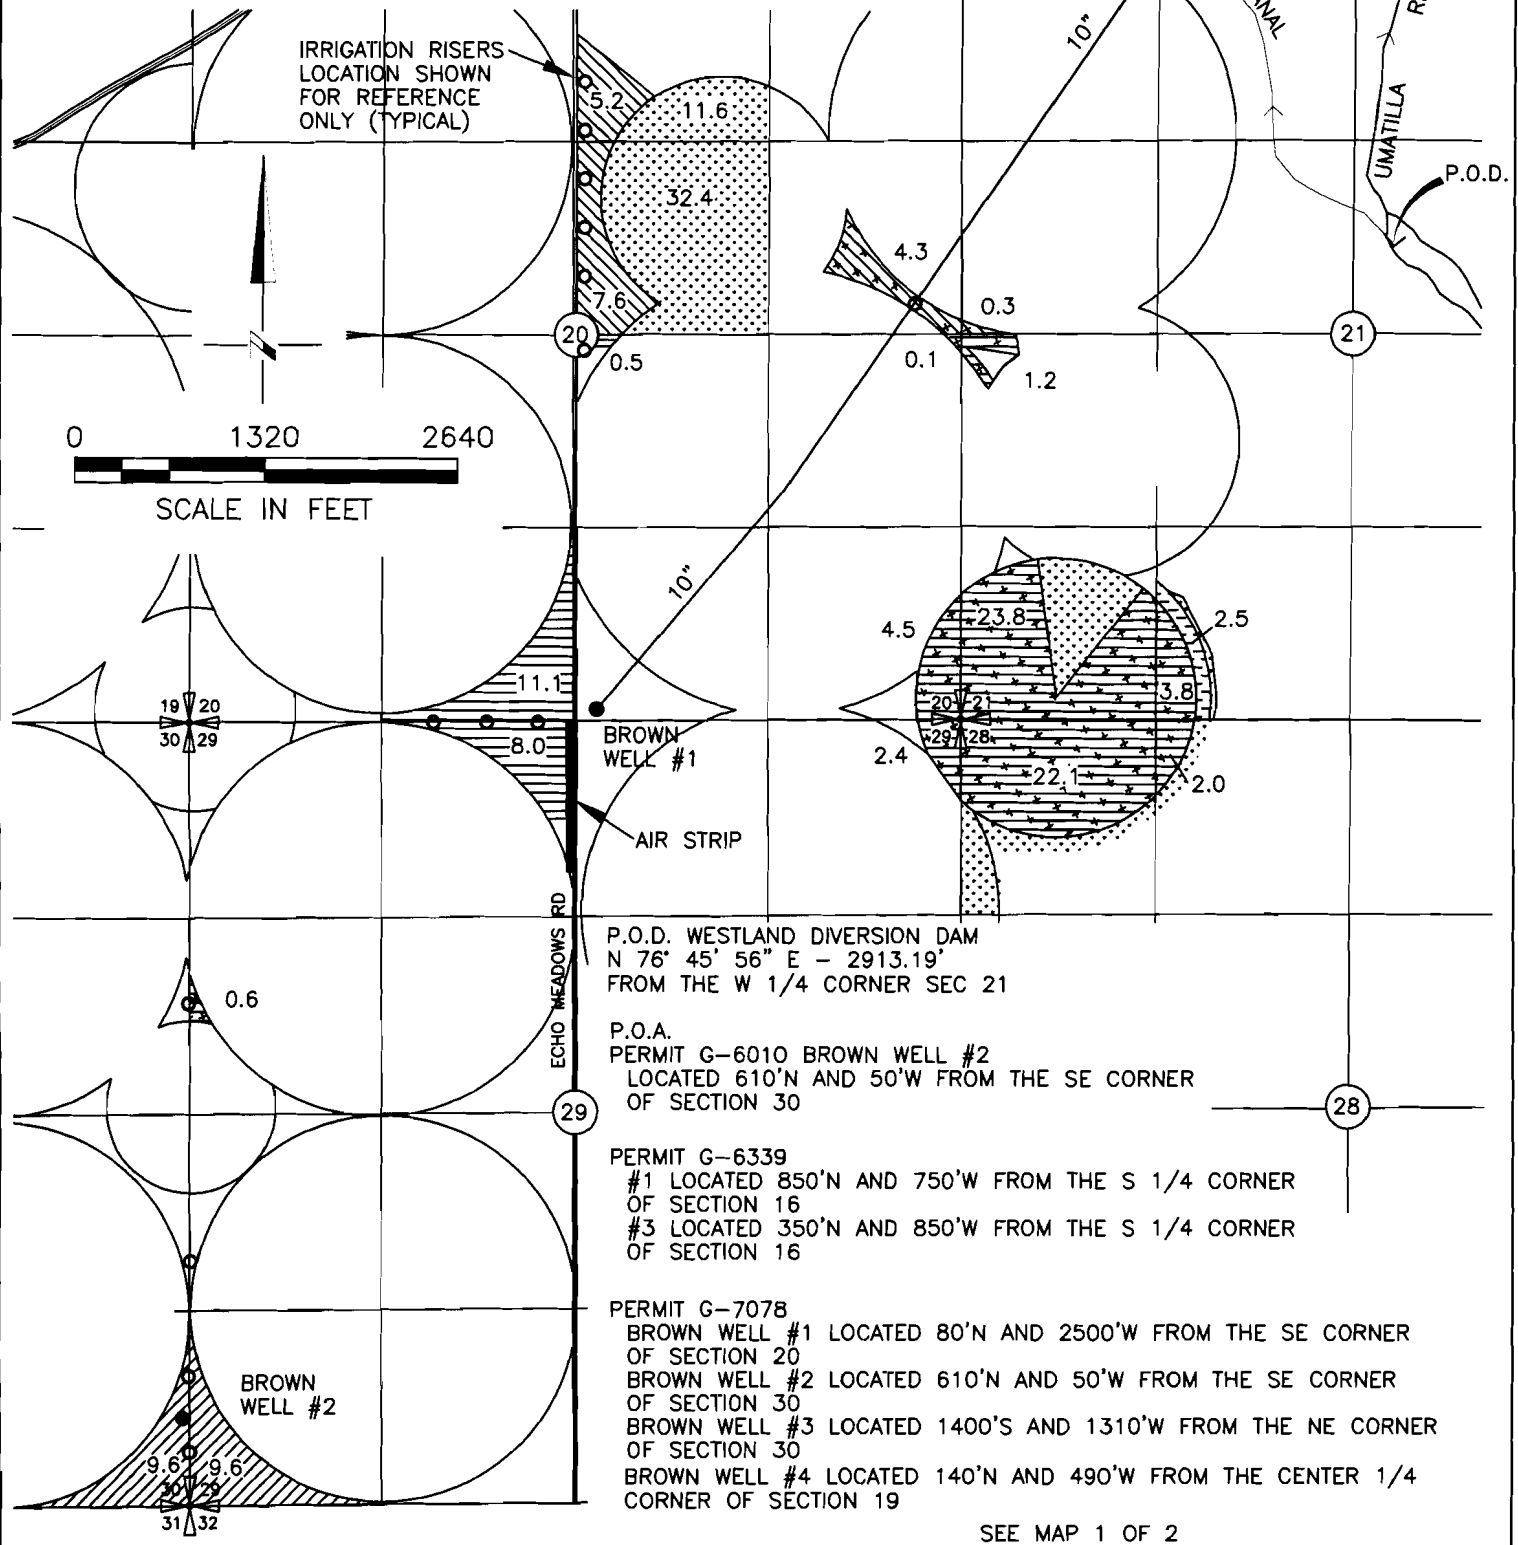 IRRIGATION RISERS
LOCATION SHOWN
FOR REFERENCE
ONLY (TYPICAL)
10"
UMATILLA
P.O.D.
5.2
11.6
32.4
7.6
0.5
4.3
0.3
0.1
1.2
20
21
0
1320
2640
SCALE IN FEET
10"
4.5
23.8
2.5
3.8
20 21
29 28
2.4
22.1
2.0
11.1
8.0
19 20
30 29
BROWN
WELL #1
AIR STRIP
ECHO MEADOWS RD
P.O.D. WESTLAND DIVERSION DAM
N 76° 45' 56" E – 2913.19'
FROM THE W 1/4 CORNER SEC 21
0.6
P.O.A.
PERMIT G–6010 BROWN WELL #2
LOCATED 610'N AND 50'W FROM THE SE CORNER
OF SECTION 30
29
28
PERMIT G–6339
#1 LOCATED 850'N AND 750'W FROM THE S 1/4 CORNER
OF SECTION 16
#3 LOCATED 350'N AND 850'W FROM THE S 1/4 CORNER
OF SECTION 16
PERMIT G–7078
BROWN WELL #1 LOCATED 80'N AND 2500'W FROM THE SE CORNER
OF SECTION 20
BROWN WELL #2 LOCATED 610'N AND 50'W FROM THE SE CORNER
OF SECTION 30
BROWN WELL #3 LOCATED 1400'S AND 1310'W FROM THE NE CORNER
OF SECTION 30
BROWN WELL #4 LOCATED 140'N AND 490'W FROM THE CENTER 1/4
CORNER OF SECTION 19
BROWN
WELL #2
9.6
9.6
30 29
31 32
SEE MAP 1 OF 2